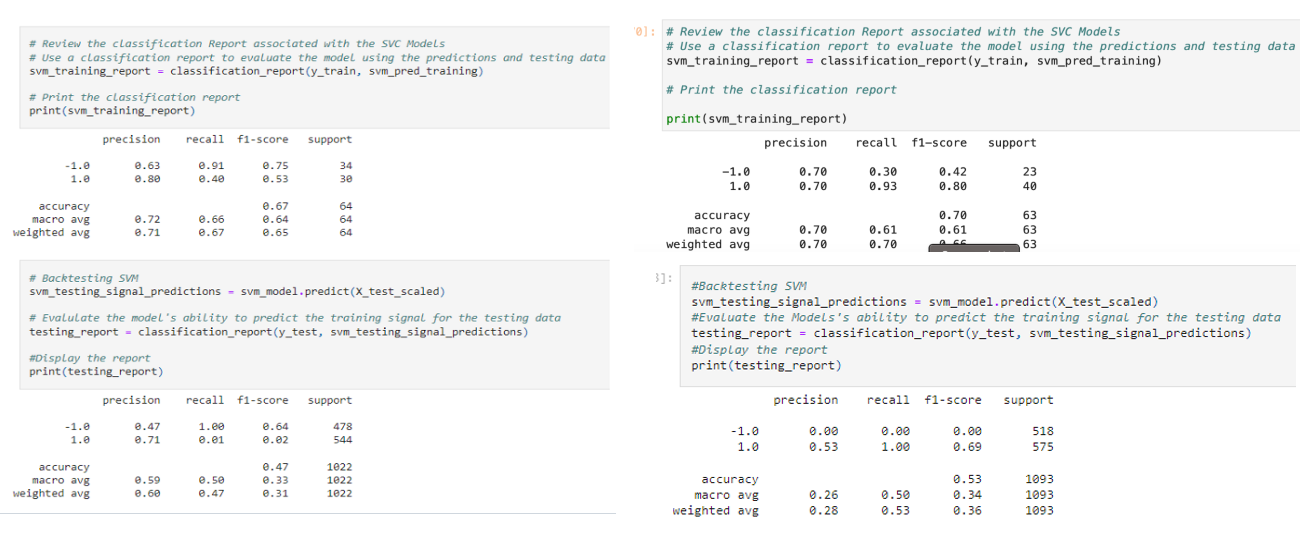 # Review the classification Report associated with the SVC Models
# Use a classification report to evaluate the model using the predictions and testing data
svm_training_report = classification_report(y_train, svm_pred_training)
# Print the classification report
print(svm_training_report)
precision recall f1-score support
-1.0 0.63 0.91 0.75 34
1.0 0.80 0.40 0.53 30
accuracy 0.67 64
macro avg 0.72 0.66 0.64 64
weighted avg 0.71 0.67 0.65 64
# Backtesting SVM
svm_testing_signal_predictions = svm_model.predict(X_test_scaled)
# Evalulate the model's ability to predict the training signal for the testing data
testing_report = classification_report(y_test, svm_testing_signal_predictions)
#Display the report
print(testing_report)
precision recall f1-score support
-1.0 0.47 1.00 0.64 478
1.0 0.71 0.01 0.02 544
accuracy 0.47 1022
macro avg 0.59 0.50 0.33 1022
weighted avg 0.60 0.47 0.31 1022
0]: # Review the classification Report associated with the SVC Models
# Use a classification report to evaluate the model using the predictions and testing data
svm_training_report = classification_report(y_train, svm_pred_training)
# Print the classification report
print(svm_training_report)
precision recall f1-score support
-1.0 0.70 0.30 0.42 23
1.0 0.70 0.93 0.80 40
accuracy 0.70 63
macro avg 0.70 0.61 0.61 63
weighted avg 0.70 0.70 63
3]: #Backtesting SVM
svm_testing_signal_predictions = svm_model.predict(X_test_scaled)
#Evaluate the Models's ability to predict the training signal for the testing data
testing_report = classification_report(y_test, svm_testing_signal_predictions)
#Display the report
print(testing_report)
precision recall f1-score support
-1.0 0.00 0.00 0.00 518
1.0 0.53 1.00 0.69 575
accuracy 0.53 1093
macro avg 0.26 0.50 0.34 1093
weighted avg 0.28 0.53 0.36 1093